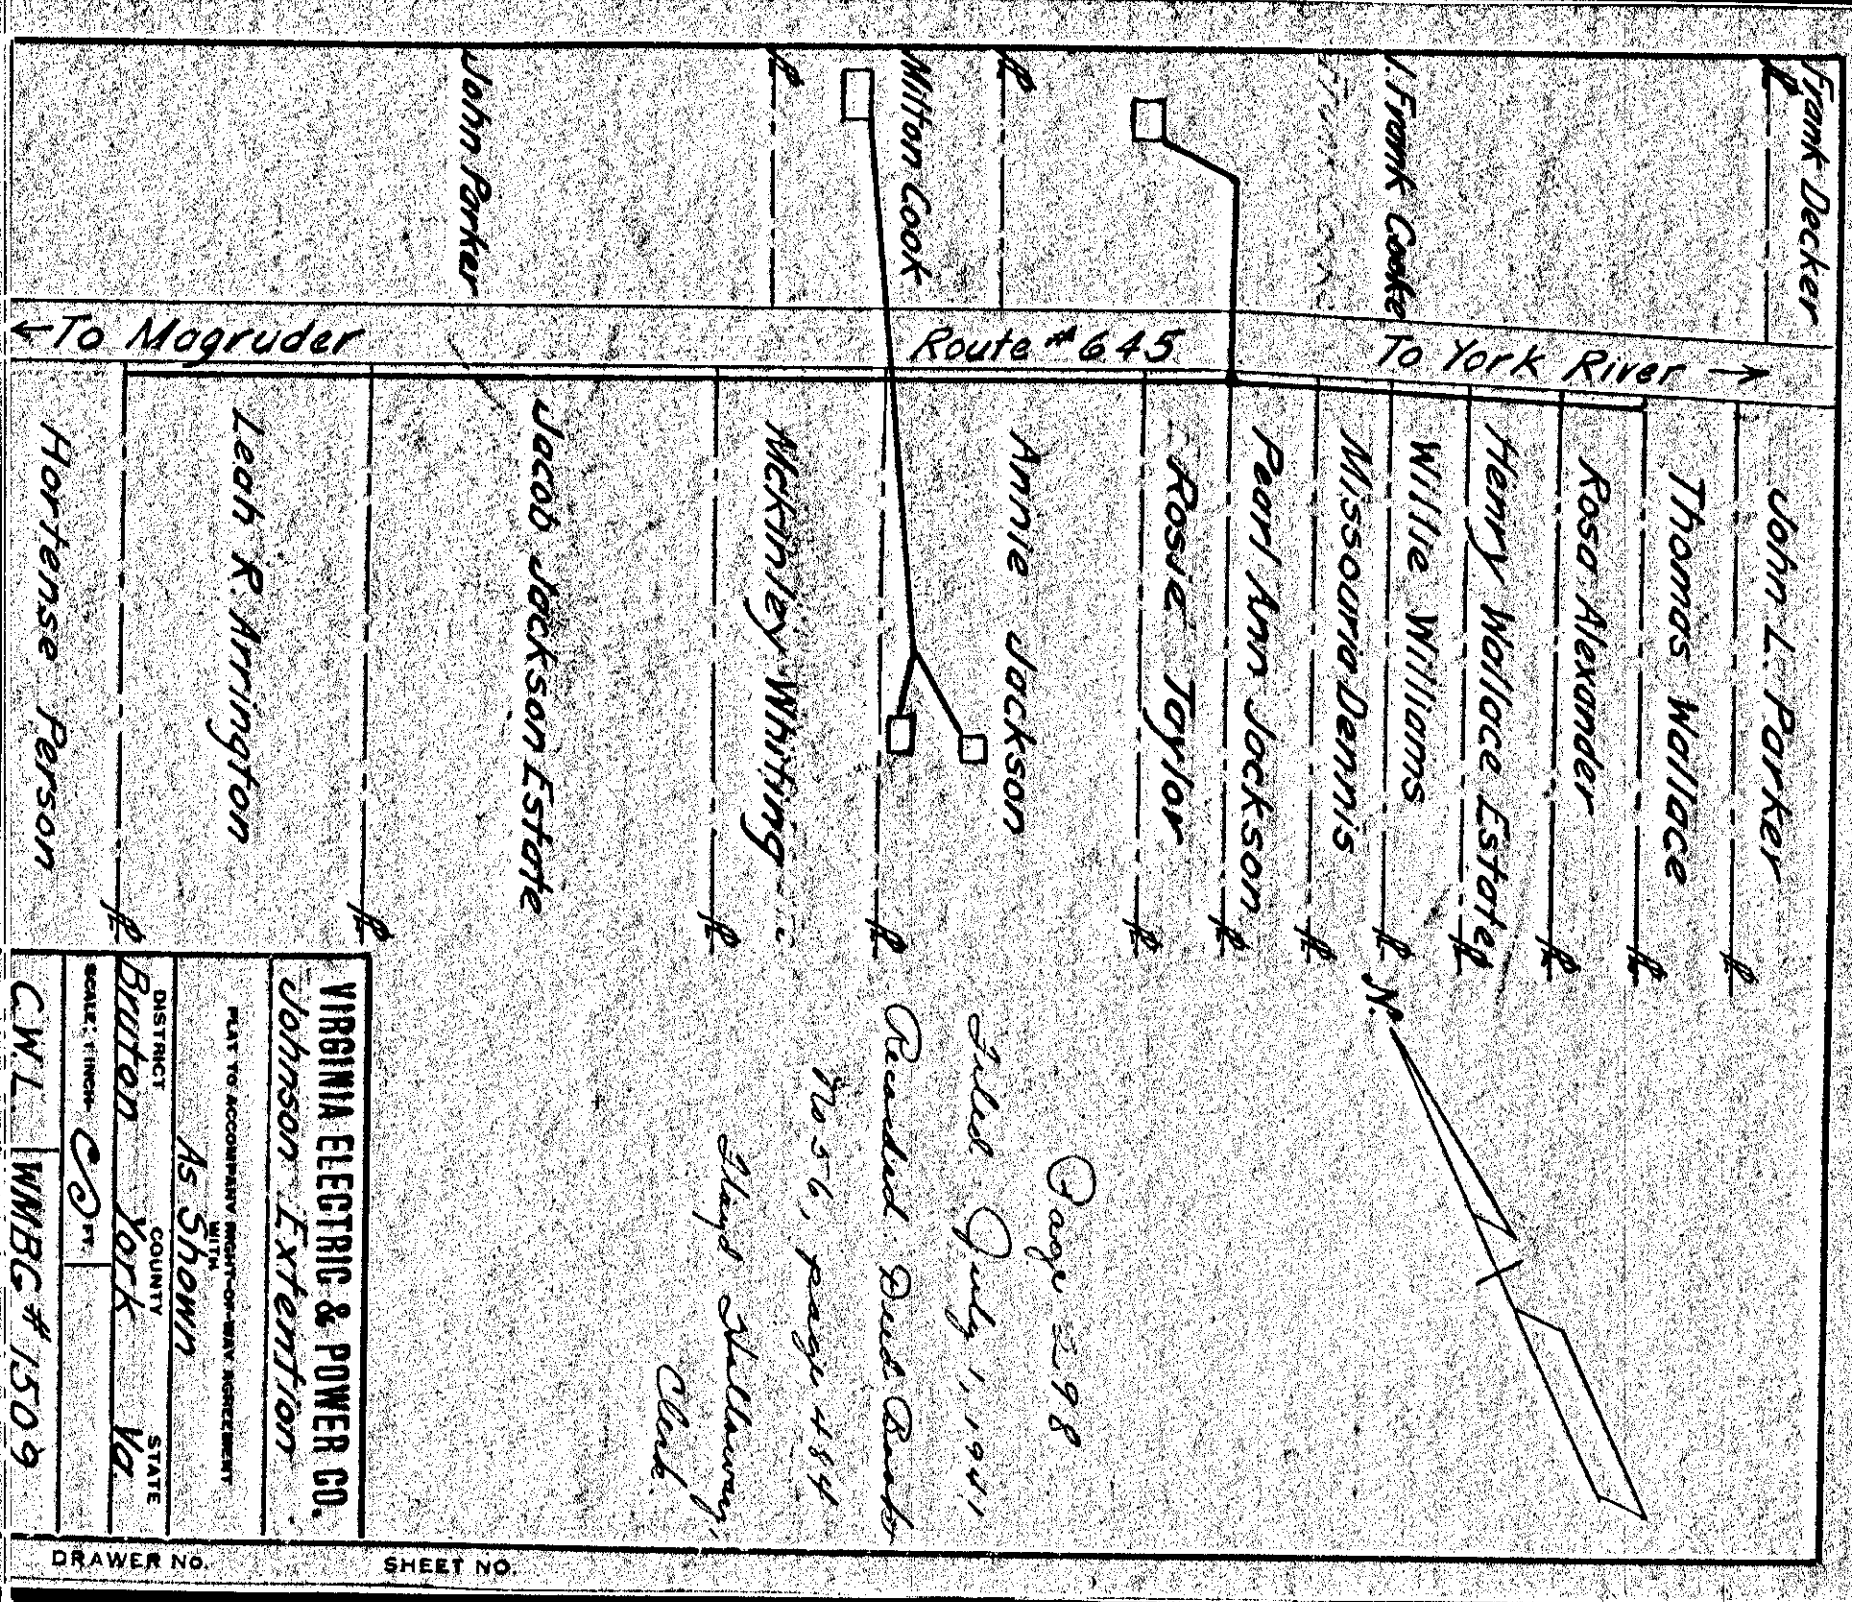 Frank Decker
J. Frank Cooke
Milton Cook
John Parker
← To Magruder
Route # 645
To York River →
John L. Parker
Thomas Wallace
Rosa Alexander
Henry Wallace Estate
Willie Williams
Missouria Dennis
Pearl Ann Jackson
Rosie Taylor
Annie Jackson
McKinley Whiting
Jacob Jackson Estate
Leah R. Arrington
Hortense Person
N.
Page 298
Filed July 1, 1941
Recorded Deed Book
No 56, page 484
Floyd Holloway,
Clerk.
VIRGINIA ELECTRIC & POWER CO.
Johnson Extention
PLAT TO ACCOMPANY RIGHT-OF-WAY AGREEMENT
WITH
As Shown
DISTRICT COUNTY STATE
Bruton York Va.
SCALE: 1 INCH= FT.
C.W.L. WMBG # 1509
DRAWER NO.
SHEET NO.